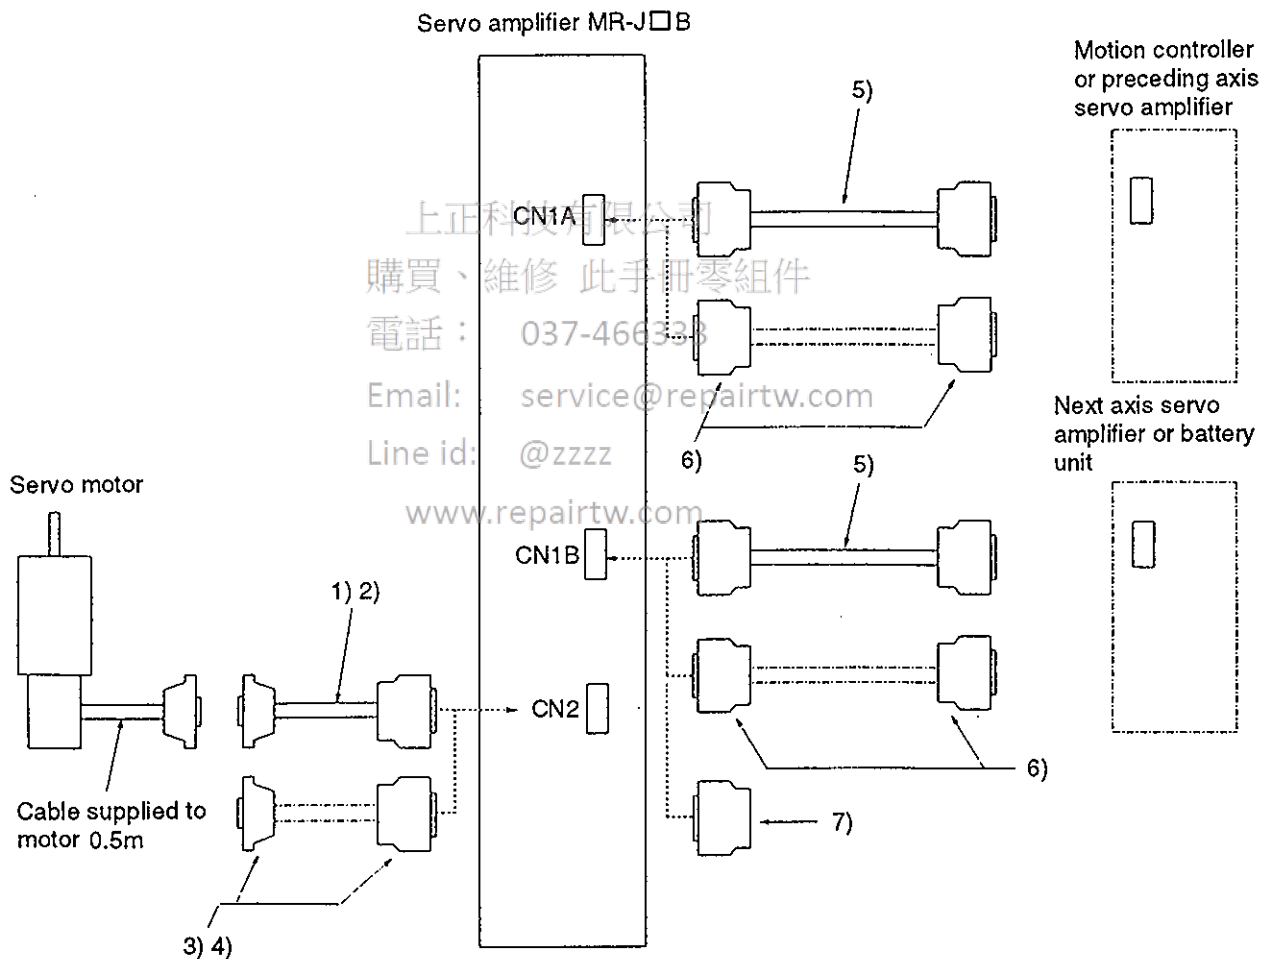 Servo amplifier MR-J□B
Motion controller
or preceding axis
servo amplifier
5)
CN1A
上正科技有限公司
購買、維修 此手冊零組件
電話： 037-466333
Email: service@repairtw.com
Line id: @zzzz
www.repairtw.com
6)
Next axis servo
amplifier or battery
unit
5)
Servo motor
CN1B
1) 2)
CN2
6)
Cable supplied to
motor 0.5m
7)
3) 4)